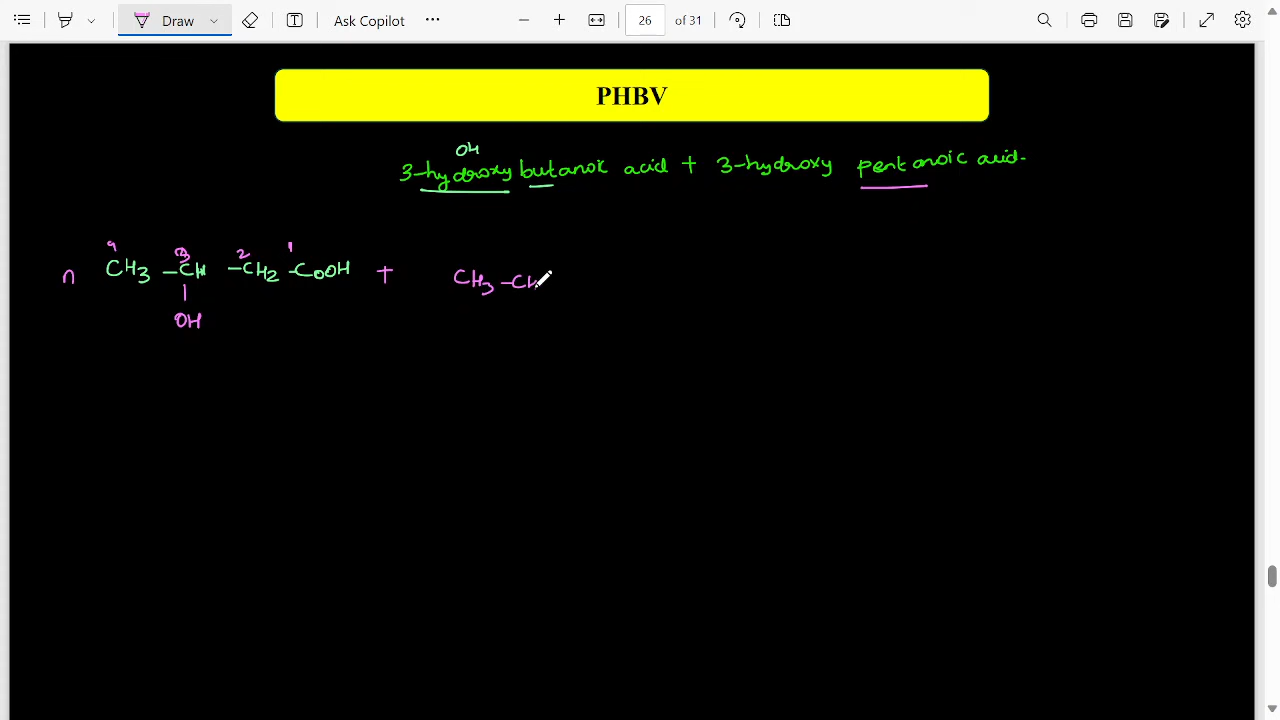 Draw Ask Copilot 26 of 31
PHBV
OH
3-hydroxy butanoic acid + 3-hydroxy pentanoic acid.
4 3 2 1
n CH3 -CH -CH2 -COOH + CH3 -CH
OH